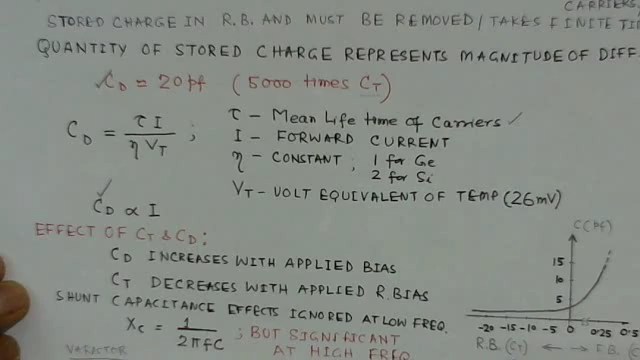 CARRIERS,
STORED CHARGE IN R.B. AND MUST BE REMOVED/ TAKES FINITE
QUANTITY OF STORED CHARGE REPRESENTS MAGNITUDE OF DIFF.
✓CD = 20pf (5000 times CT)
CD = τ I / η VT ; τ - Mean Life time of Carriers ✓
I - FORWARD CURRENT
η - CONSTANT ; 1 for Ge
2 for Si
VT - VOLT EQUIVALENT OF TEMP (26mV)
✓
CD ∝ I
EFFECT OF CT & CD:
CD INCREASES WITH APPLIED BIAS
CT DECREASES WITH APPLIED R.BIAS
SHUNT CAPACITANCE EFFECTS IGNORED AT LOW FREQ.
XC = 1 / 2πfC ; BUT SIGNIFICANT
AT HIGH FREQ.
VARACTOR
C(Pf)
15
10
5
-20 -15 -10 -5 0 0.25 0.5
R.B.(CT) ← → F.B.